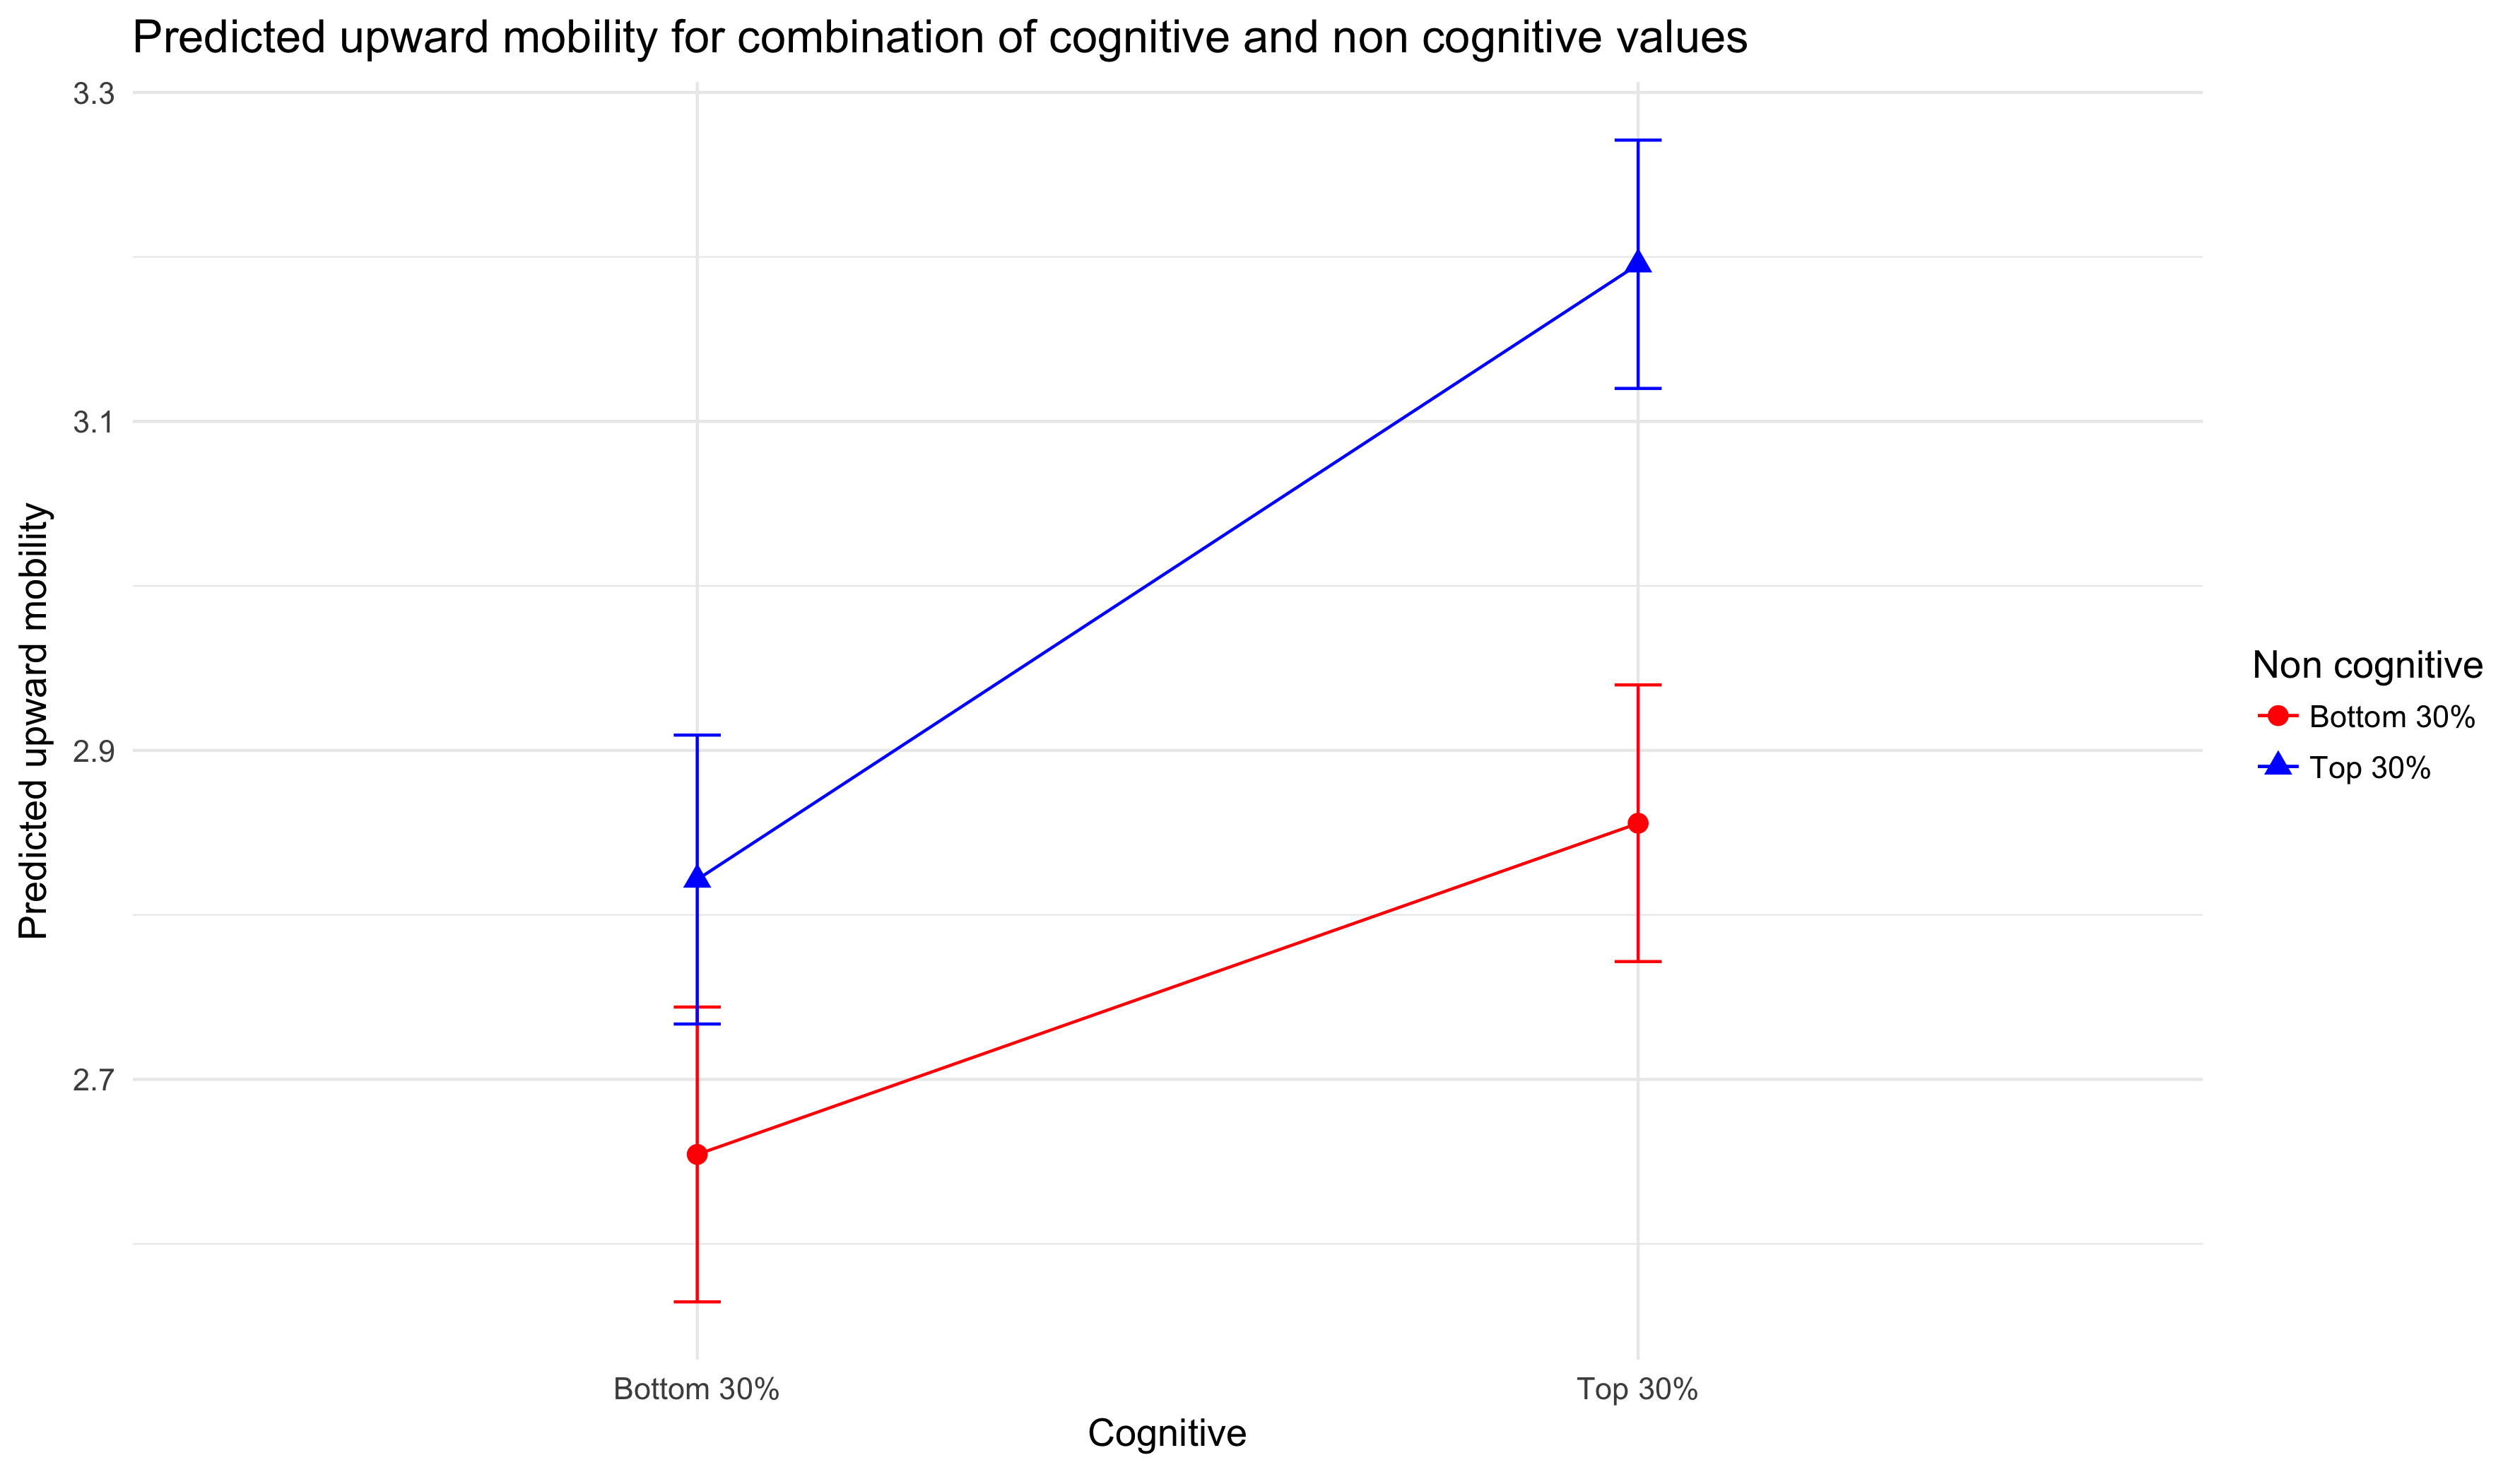 Predicted upward mobility for combination of cognitive and non cognitive values
3.3
3.1
2.9
2.7
Predicted upward mobility
Bottom 30%
Top 30%
Cognitive
Non cognitive
Bottom 30%
Top 30%